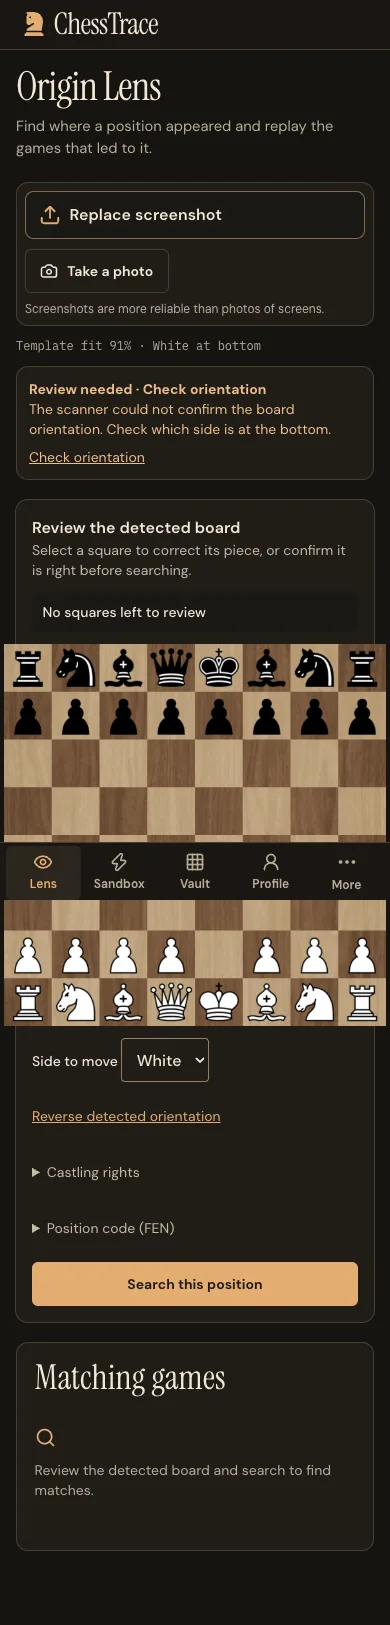 ChessTrace
Origin Lens
Find where a position appeared and replay the
games that led to it.
Replace screenshot
Take a photo
Screenshots are more reliable than photos of screens.
Template fit 91% · White at bottom
Review needed · Check orientation
The scanner could not confirm the board
orientation. Check which side is at the bottom.
Check orientation
Review the detected board
Select a square to correct its piece, or confirm it
is right before searching.
No squares left to review
Lens Sandbox Vault Profile More
Side to move White
Reverse detected orientation
Castling rights
Position code (FEN)
Search this position
Matching games
Review the detected board and search to find
matches.